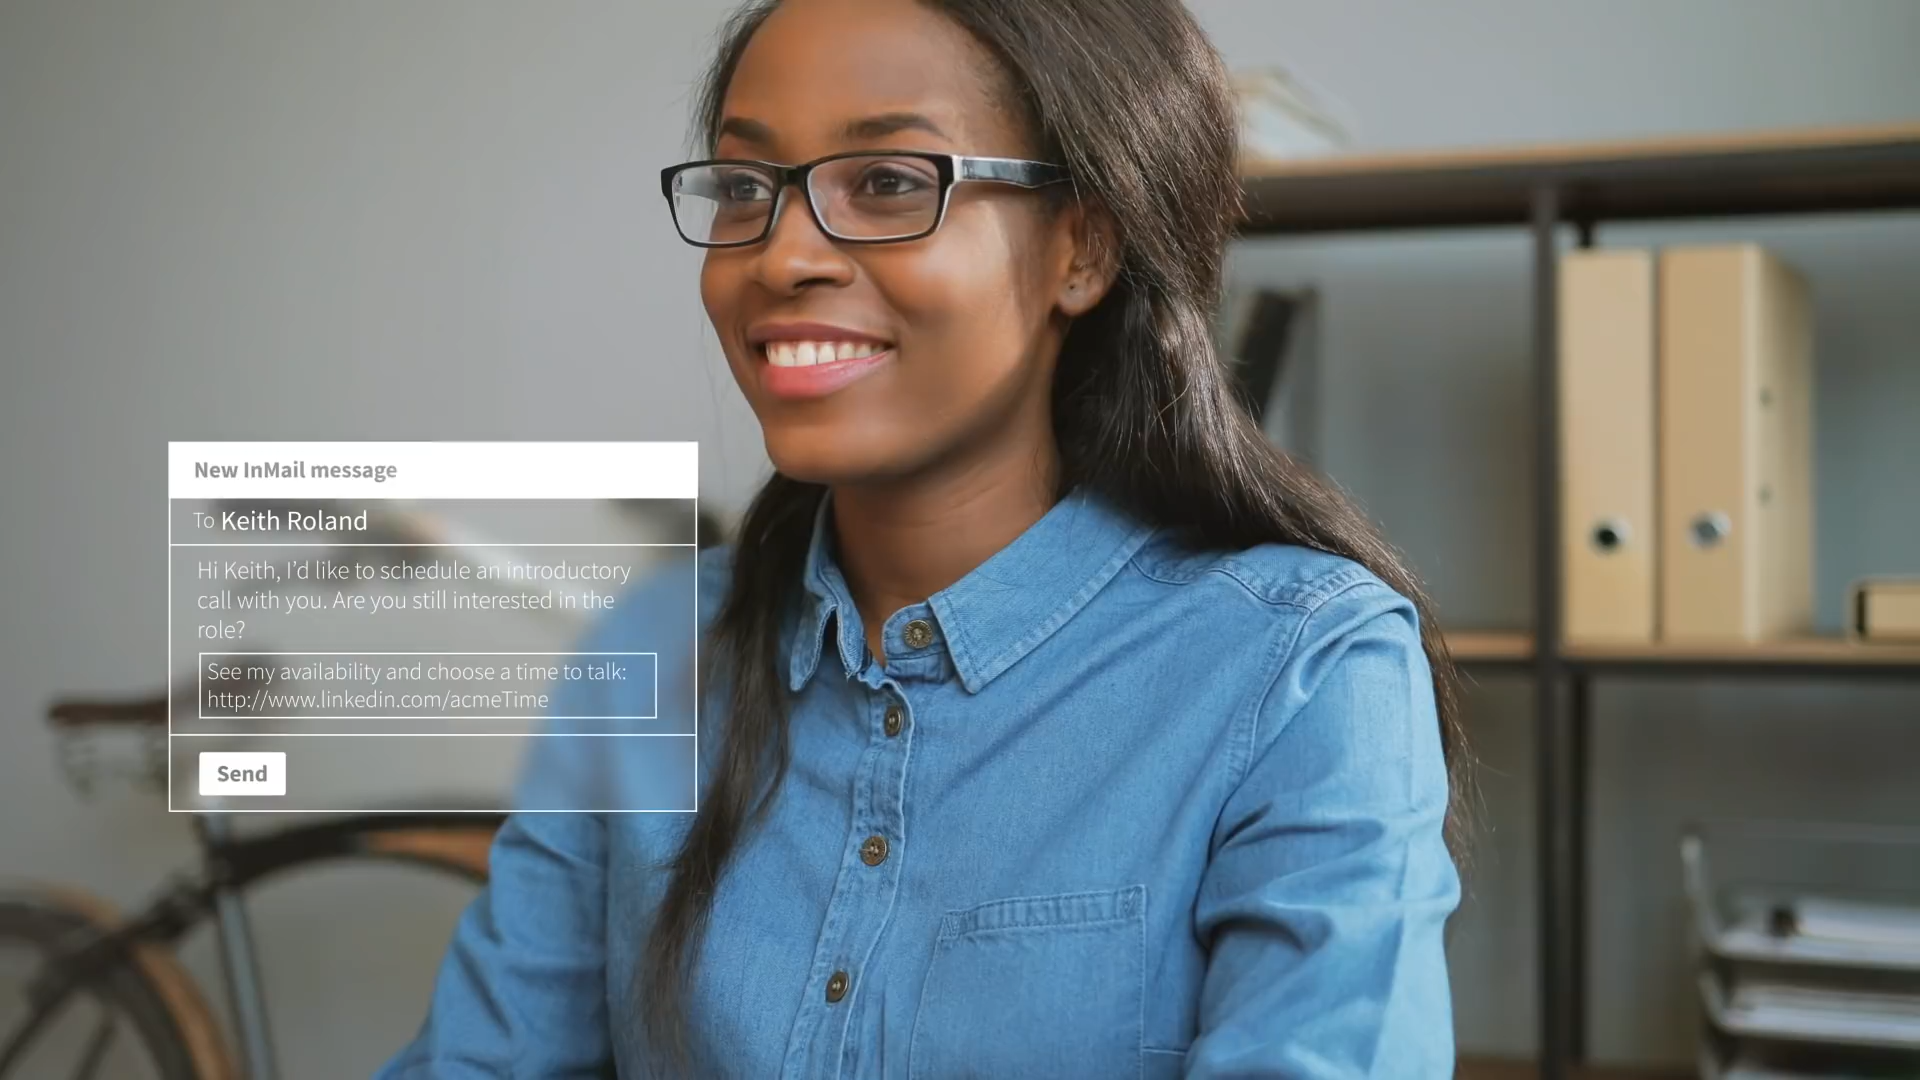 New InMail message
To Keith Roland
Hi Keith, I’d like to schedule an introductory
call with you. Are you still interested in the
role?
See my availability and choose a time to talk:
http://www.linkedin.com/acmeTime
Send